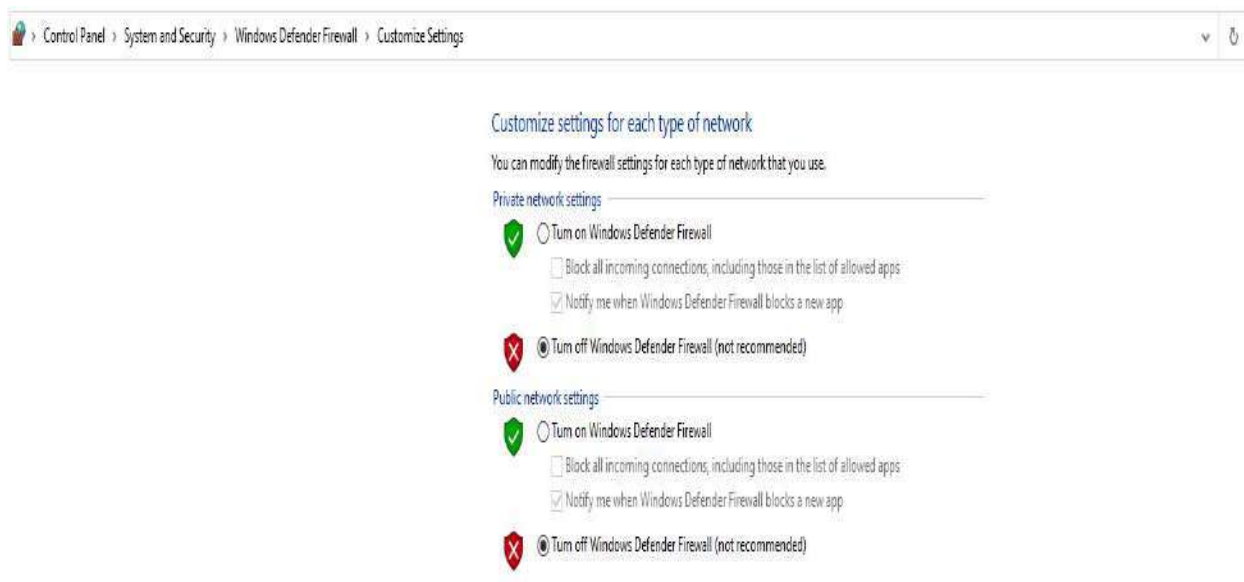 Control Panel › System and Security › Windows Defender Firewall › Customize Settings
Customize settings for each type of network
You can modify the firewall settings for each type of network that you use.
Private network settings
Turn on Windows Defender Firewall
Block all incoming connections, including those in the list of allowed apps
Notify me when Windows Defender Firewall blocks a new app
Turn off Windows Defender Firewall (not recommended)
Public network settings
Turn on Windows Defender Firewall
Block all incoming connections, including those in the list of allowed apps
Notify me when Windows Defender Firewall blocks a new app
Turn off Windows Defender Firewall (not recommended)